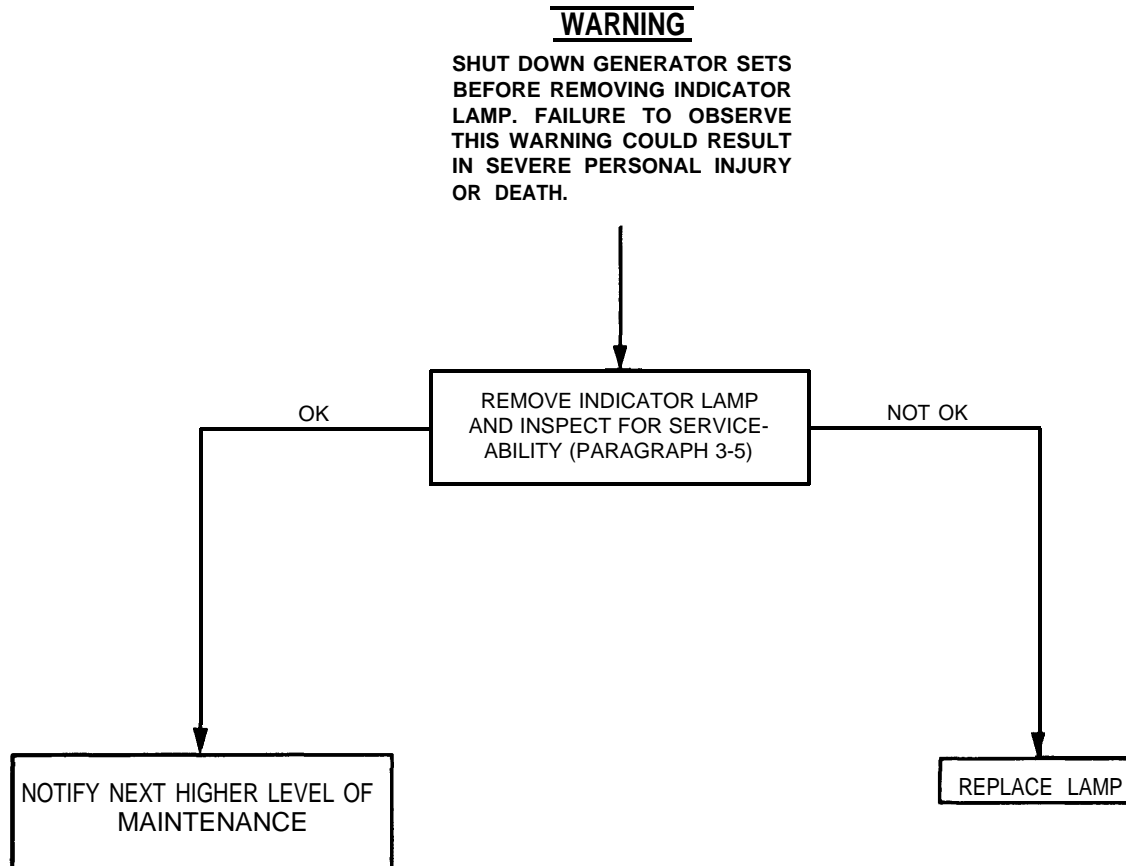 WARNING
SHUT DOWN GENERATOR SETS
BEFORE REMOVING INDICATOR
LAMP. FAILURE TO OBSERVE
THIS WARNING COULD RESULT
IN SEVERE PERSONAL INJURY
OR DEATH.
OK
REMOVE INDICATOR LAMP
AND INSPECT FOR SERVICE-
ABILITY (PARAGRAPH 3-5)
NOT OK
NOTIFY NEXT HIGHER LEVEL OF
MAINTENANCE
REPLACE LAMP